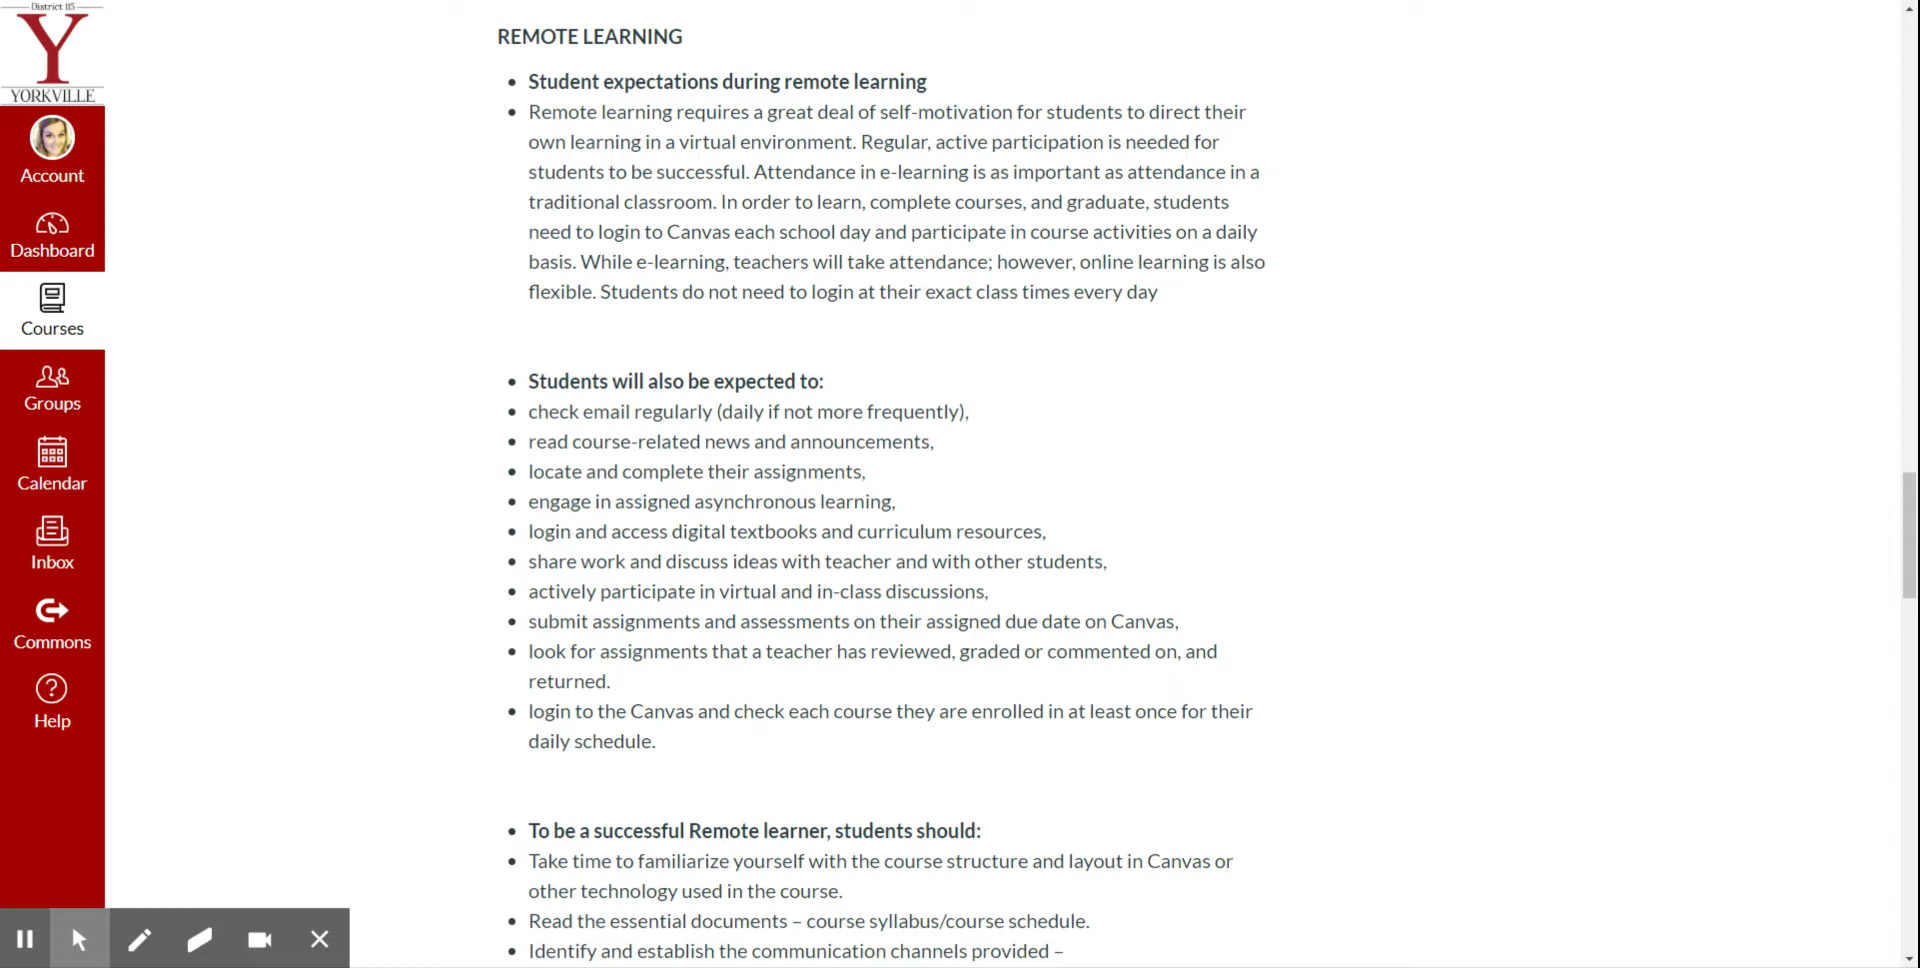 District 115
Y
YORKVILLE
Account
Dashboard
Courses
Groups
Calendar
Inbox
Commons
Help
REMOTE LEARNING
Student expectations during remote learning
Remote learning requires a great deal of self-motivation for students to direct their
own learning in a virtual environment. Regular, active participation is needed for
students to be successful. Attendance in e-learning is as important as attendance in a
traditional classroom. In order to learn, complete courses, and graduate, students
need to login to Canvas each school day and participate in course activities on a daily
basis. While e-learning, teachers will take attendance; however, online learning is also
flexible. Students do not need to login at their exact class times every day
Students will also be expected to:
check email regularly (daily if not more frequently),
read course-related news and announcements,
locate and complete their assignments,
engage in assigned asynchronous learning,
login and access digital textbooks and curriculum resources,
share work and discuss ideas with teacher and with other students,
actively participate in virtual and in-class discussions,
submit assignments and assessments on their assigned due date on Canvas,
look for assignments that a teacher has reviewed, graded or commented on, and
returned.
login to the Canvas and check each course they are enrolled in at least once for their
daily schedule.
To be a successful Remote learner, students should:
Take time to familiarize yourself with the course structure and layout in Canvas or
other technology used in the course.
Read the essential documents – course syllabus/course schedule.
Identify and establish the communication channels provided –